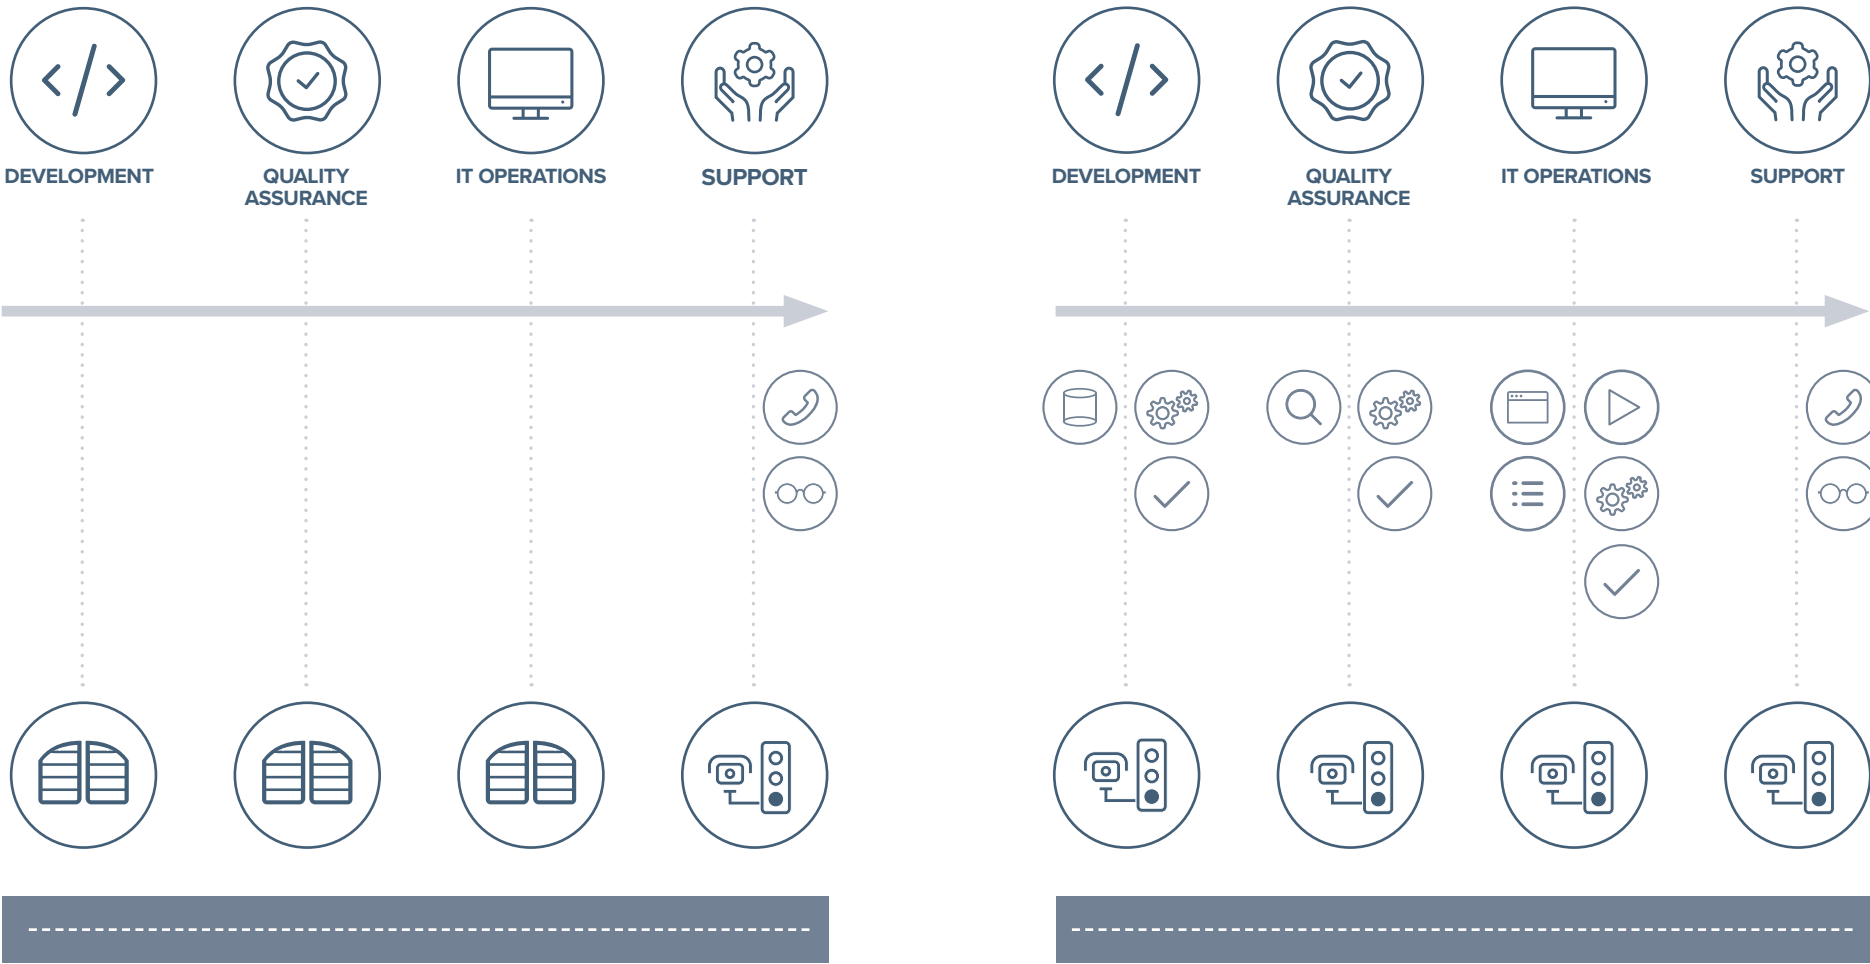 DEVELOPMENT
QUALITY
ASSURANCE
IT OPERATIONS
SUPPORT
DEVELOPMENT
QUALITY
ASSURANCE
IT OPERATIONS
SUPPORT